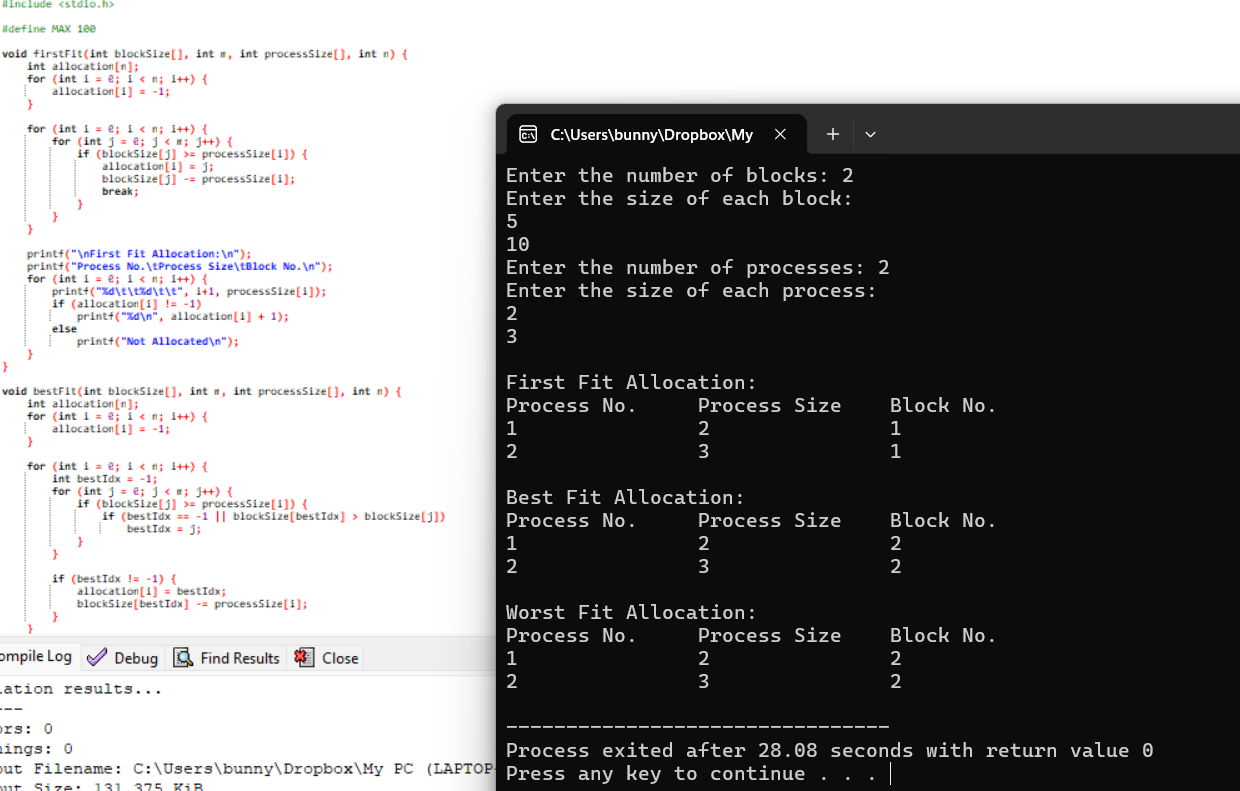 #include <stdio.h>
#define MAX 100
void firstFit(int blockSize[], int m, int processSize[], int n) {
int allocation[n];
for (int i = 0; i < n; i++) {
allocation[i] = -1;
}
for (int i = 0; i < n; i++) {
for (int j = 0; j < m; j++) {
if (blockSize[j] >= processSize[i]) {
allocation[i] = j;
blockSize[j] -= processSize[i];
break;
}
}
}
printf("\nFirst Fit Allocation:\n");
printf("Process No.\tProcess Size\tBlock No.\n");
for (int i = 0; i < n; i++) {
printf("%d\t\t%d\t\t", i+1, processSize[i]);
if (allocation[i] != -1)
printf("%d\n", allocation[i] + 1);
else
printf("Not Allocated\n");
}
}
void bestFit(int blockSize[], int m, int processSize[], int n) {
int allocation[n];
for (int i = 0; i < n; i++) {
allocation[i] = -1;
}
for (int i = 0; i < n; i++) {
int bestIdx = -1;
for (int j = 0; j < m; j++) {
if (blockSize[j] >= processSize[i]) {
if (bestIdx == -1 || blockSize[bestIdx] > blockSize[j])
bestIdx = j;
}
}
if (bestIdx != -1) {
allocation[i] = bestIdx;
blockSize[bestIdx] -= processSize[i];
}
}
ompile Log Debug Find Results Close
lation results...
---
ors: 0
nings: 0
out Filename: C:\Users\bunny\Dropbox\My PC (LAPTOP-
out Size: 131.375 KiB
C:\Users\bunny\Dropbox\My
Enter the number of blocks: 2
Enter the size of each block:
5
10
Enter the number of processes: 2
Enter the size of each process:
2
3
First Fit Allocation:
Process No. Process Size Block No.
1 2 1
2 3 1
Best Fit Allocation:
Process No. Process Size Block No.
1 2 2
2 3 2
Worst Fit Allocation:
Process No. Process Size Block No.
1 2 2
2 3 2
--------------------------------
Process exited after 28.08 seconds with return value 0
Press any key to continue . . .